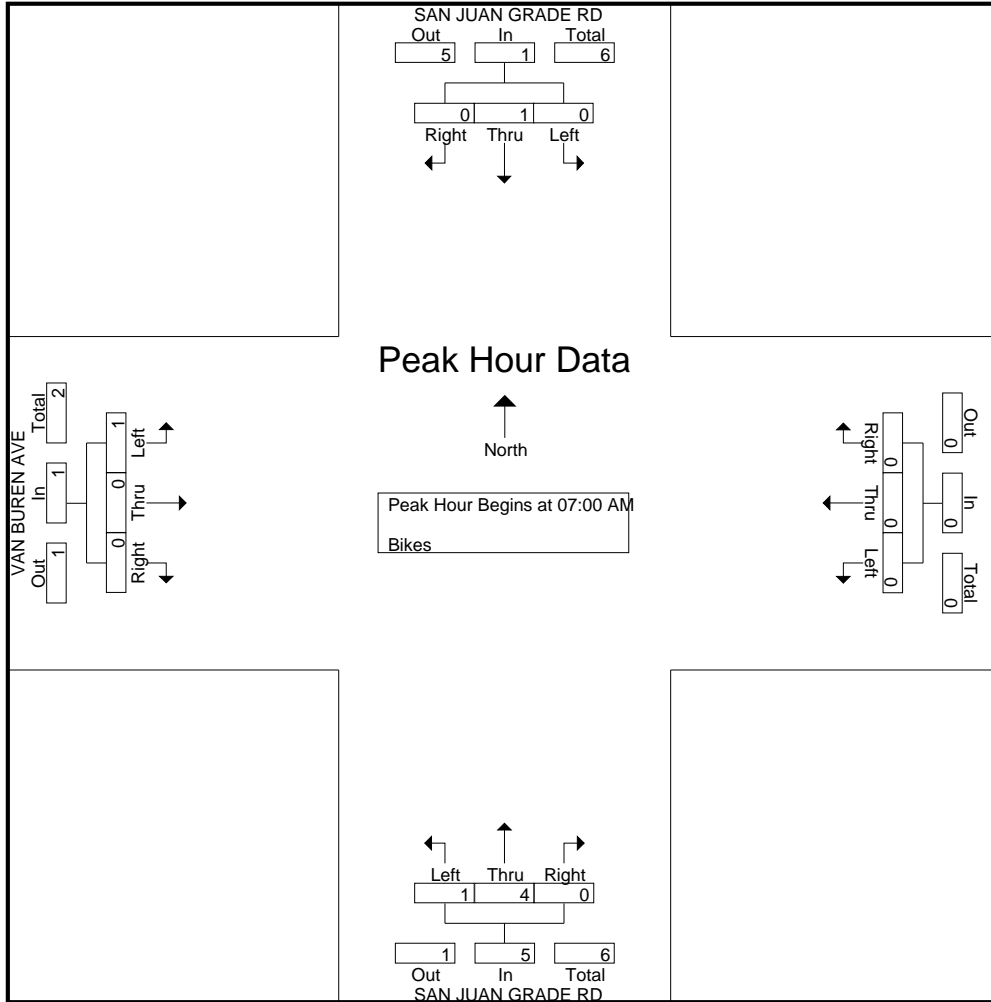 SAN JUAN GRADE RD
Out In Total
5 1 6
0 1 0
Right Thru Left
Peak Hour Data
North
Peak Hour Begins at 07:00 AM
Bikes
VAN BUREN AVE
Out In Total
1 1 2
Right Thru Left
0 0 1
Out In Total
0 0 0
Right Thru Left
0 0 0
Left Thru Right
1 4 0
1 5 6
Out In Total
SAN JUAN GRADE RD